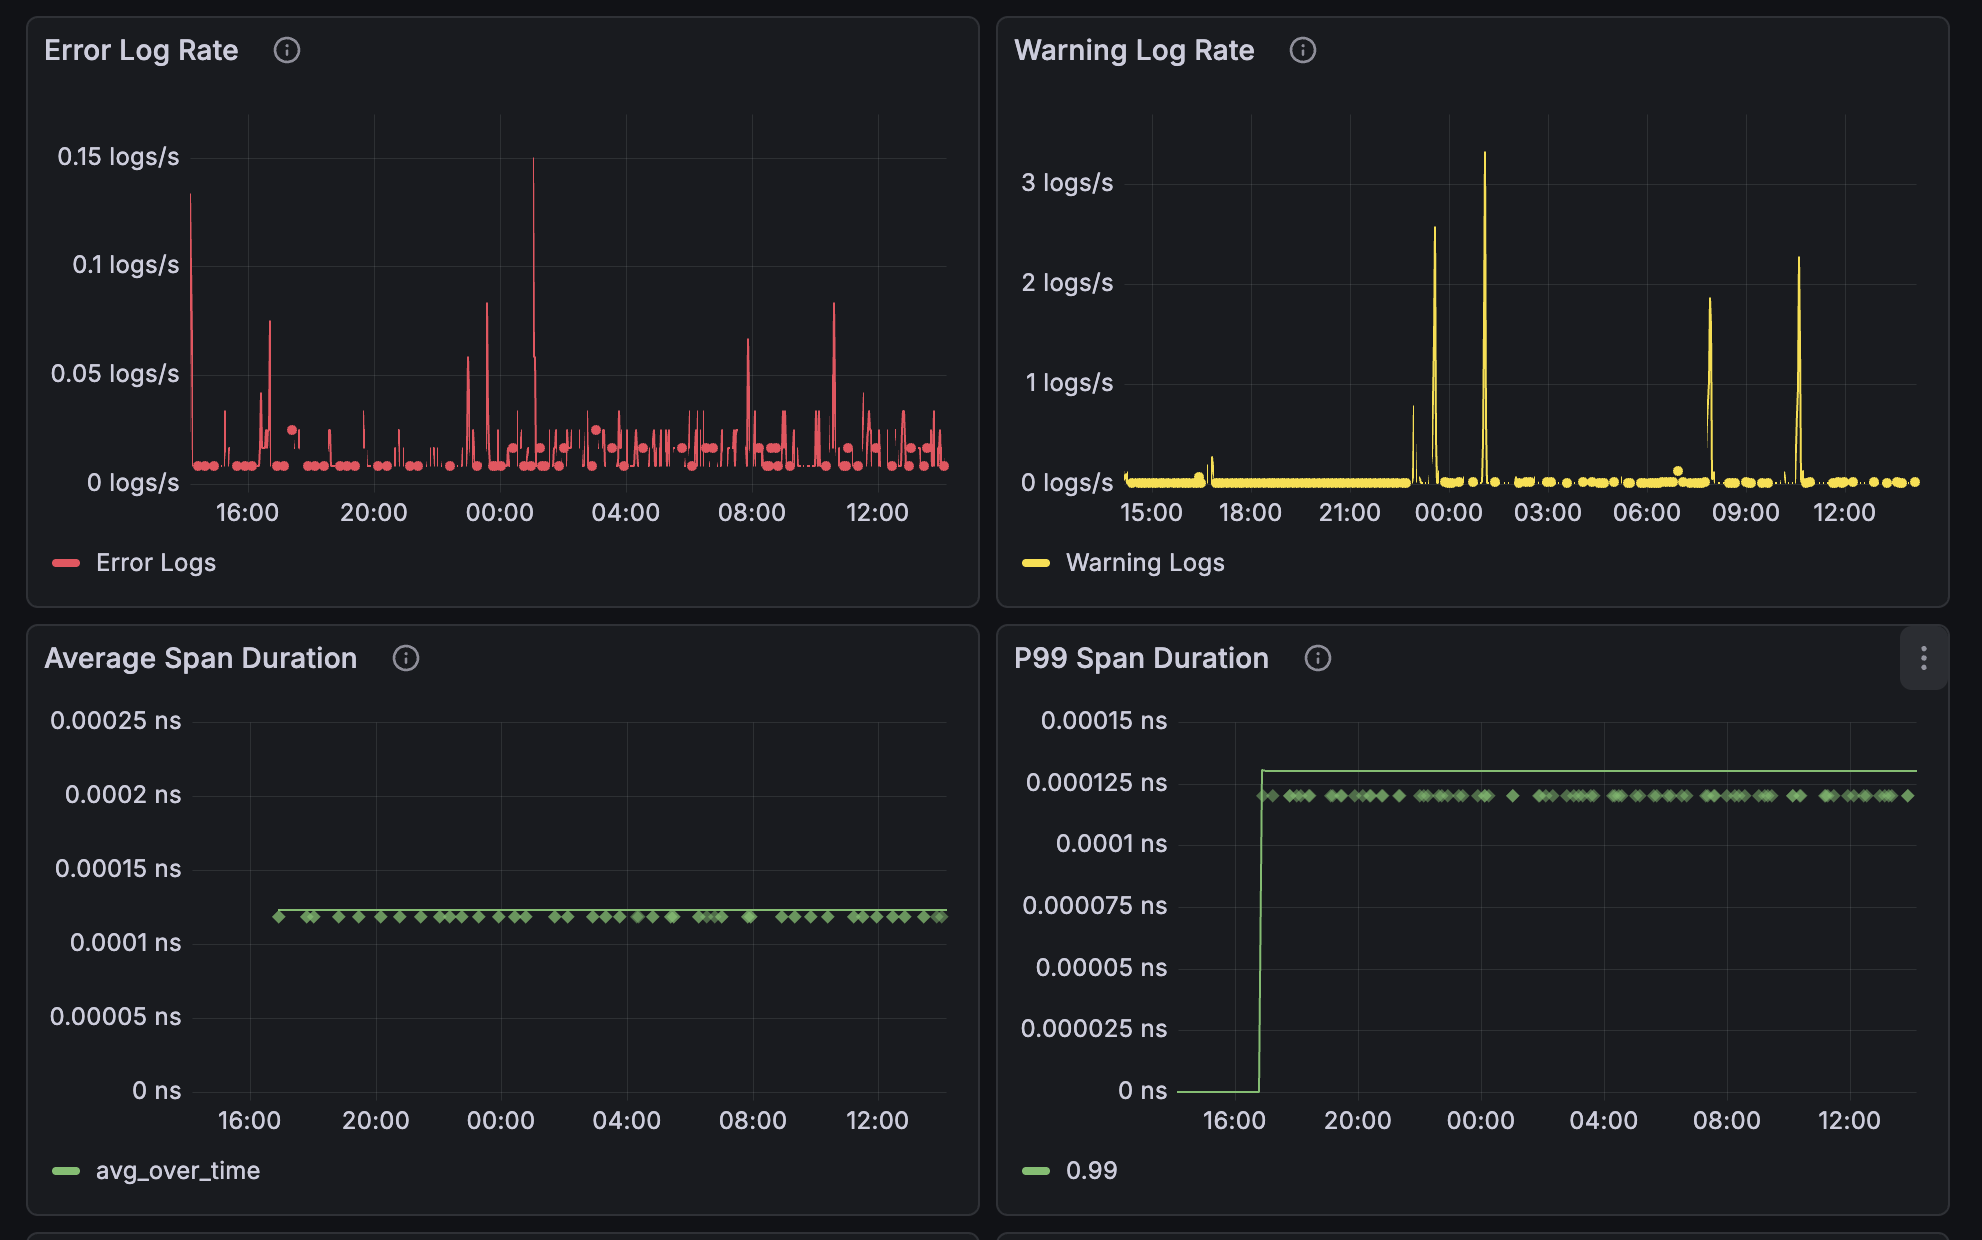 Error Log Rate
0.15 logs/s
0.1 logs/s
0.05 logs/s
0 logs/s
16:00 20:00 00:00 04:00 08:00 12:00
Error Logs
Warning Log Rate
3 logs/s
2 logs/s
1 logs/s
0 logs/s
15:00 18:00 21:00 00:00 03:00 06:00 09:00 12:00
Warning Logs
Average Span Duration
0.00025 ns
0.0002 ns
0.00015 ns
0.0001 ns
0.00005 ns
0 ns
16:00 20:00 00:00 04:00 08:00 12:00
avg_over_time
P99 Span Duration
0.00015 ns
0.000125 ns
0.0001 ns
0.000075 ns
0.00005 ns
0.000025 ns
0 ns
16:00 20:00 00:00 04:00 08:00 12:00
0.99